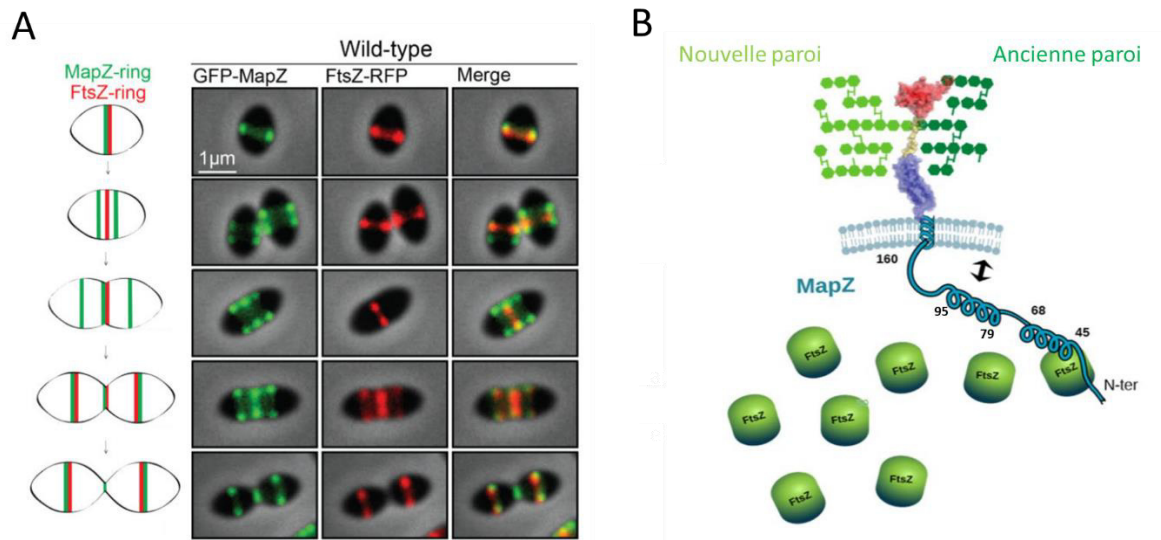 A
Wild-type
MapZ-ring
FtsZ-ring
GFP-MapZ FtsZ-RFP Merge
1µm
B
Nouvelle paroi Ancienne paroi
160
MapZ
95
79
68
45
N-ter
FtsZ
FtsZ
FtsZ
FtsZ
FtsZ
FtsZ
FtsZ
FtsZ